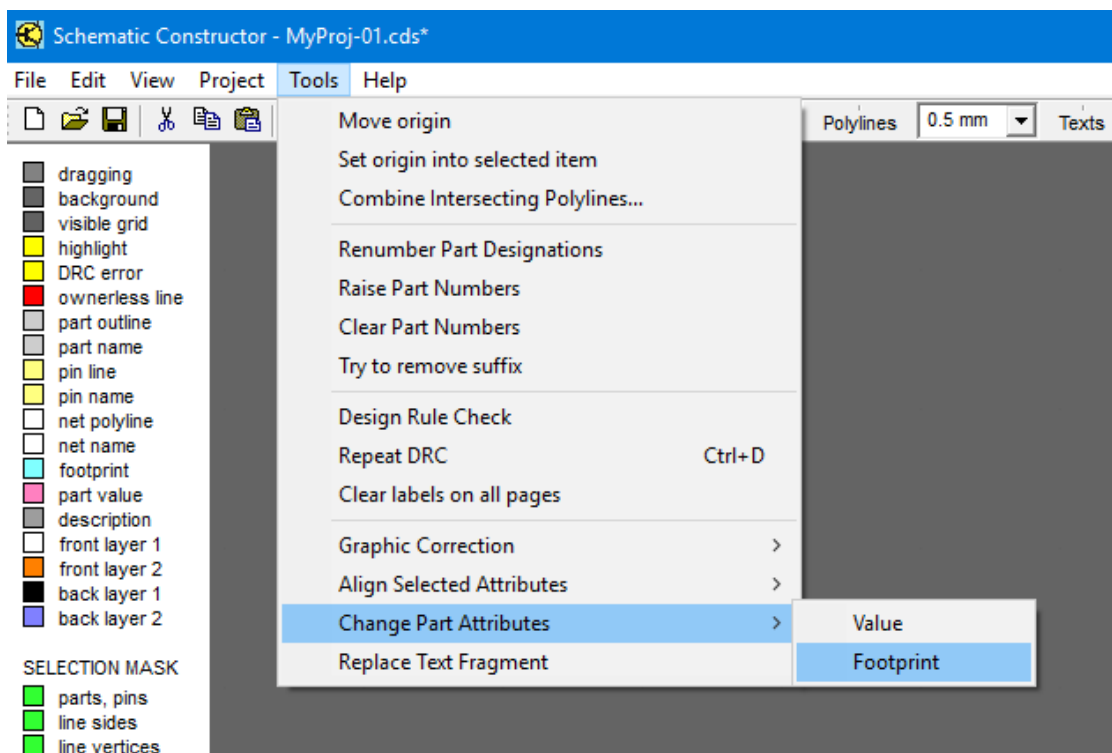 Schematic Constructor - MyProj-01.cds*
File Edit View Project Tools Help
Polylines 0.5 mm Texts
Move origin
Set origin into selected item
Combine Intersecting Polylines...
Renumber Part Designations
Raise Part Numbers
Clear Part Numbers
Try to remove suffix
Design Rule Check
Repeat DRC Ctrl+D
Clear labels on all pages
Graphic Correction
Align Selected Attributes
Change Part Attributes
Replace Text Fragment
Value
Footprint
dragging
background
visible grid
highlight
DRC error
ownerless line
part outline
part name
pin line
pin name
net polyline
net name
footprint
part value
description
front layer 1
front layer 2
back layer 1
back layer 2
SELECTION MASK
parts, pins
line sides
line vertices